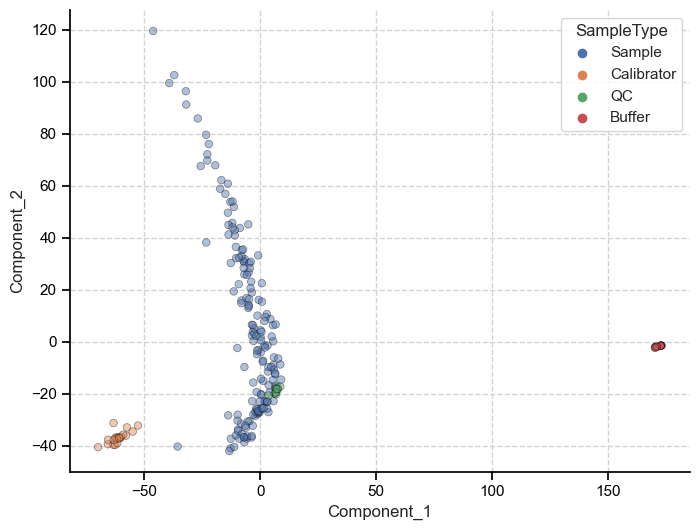 SampleType
Sample
Calibrator
QC
Buffer
120
100
80
60
40
20
0
−20
−40
Component_2
−50
0
50
100
150
Component_1